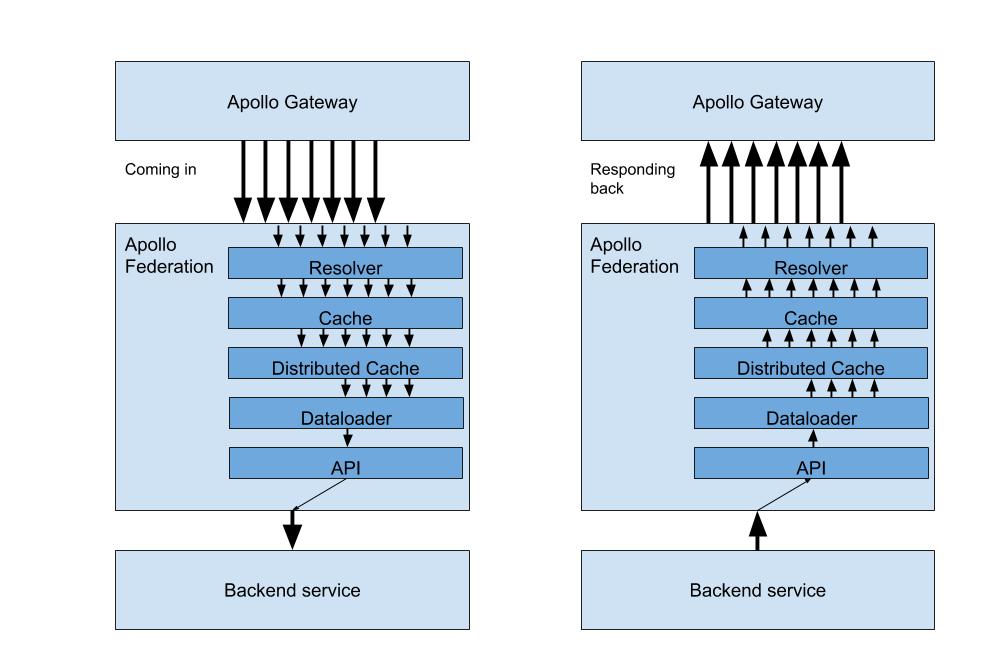 Apollo Gateway
Coming in
Apollo
Federation
Resolver
Cache
Distributed Cache
Dataloader
API
Backend service
Apollo Gateway
Responding
back
Apollo
Federation
Resolver
Cache
Distributed Cache
Dataloader
API
Backend service